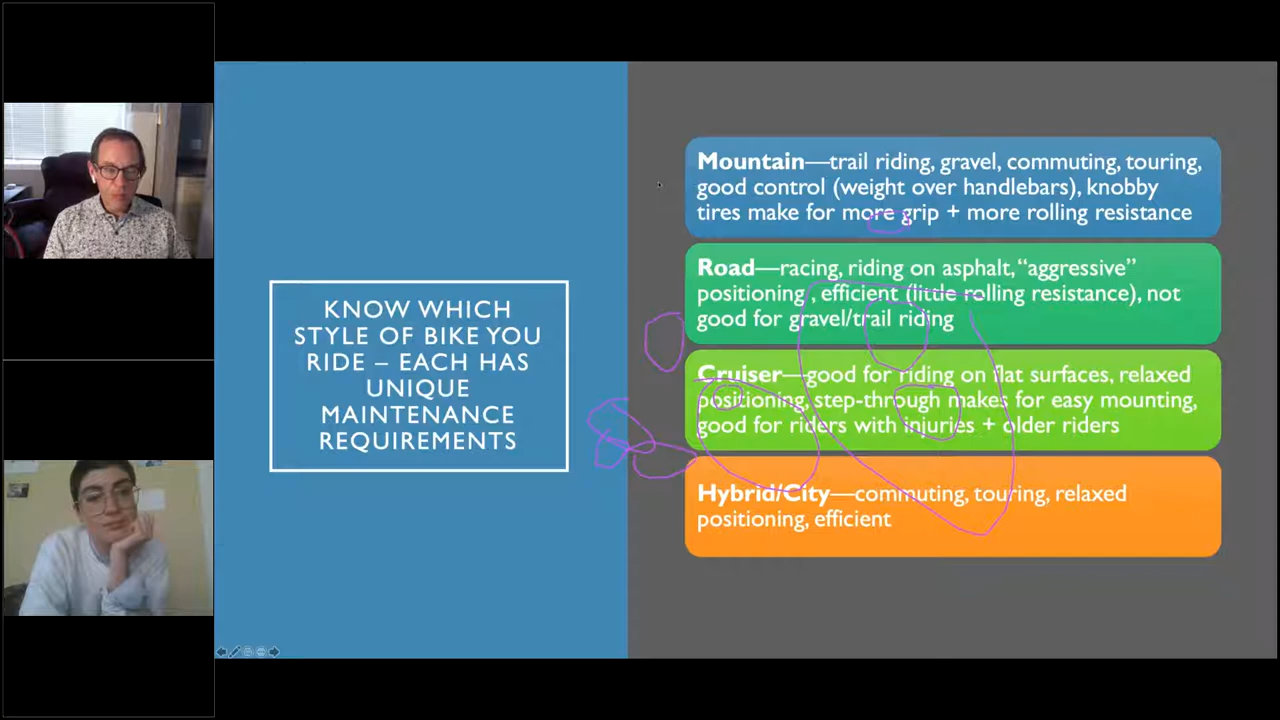 KNOW WHICH
STYLE OF BIKE YOU
RIDE – EACH HAS
UNIQUE
MAINTENANCE
REQUIREMENTS
Mountain—trail riding, gravel, commuting, touring,
good control (weight over handlebars), knobby
tires make for more grip + more rolling resistance
Road—racing, riding on asphalt, “aggressive”
positioning , efficient (little rolling resistance), not
good for gravel/trail riding
Cruiser—good for riding on flat surfaces, relaxed
positioning, step-through makes for easy mounting,
good for riders with injuries + older riders
Hybrid/City—commuting, touring, relaxed
positioning, efficient